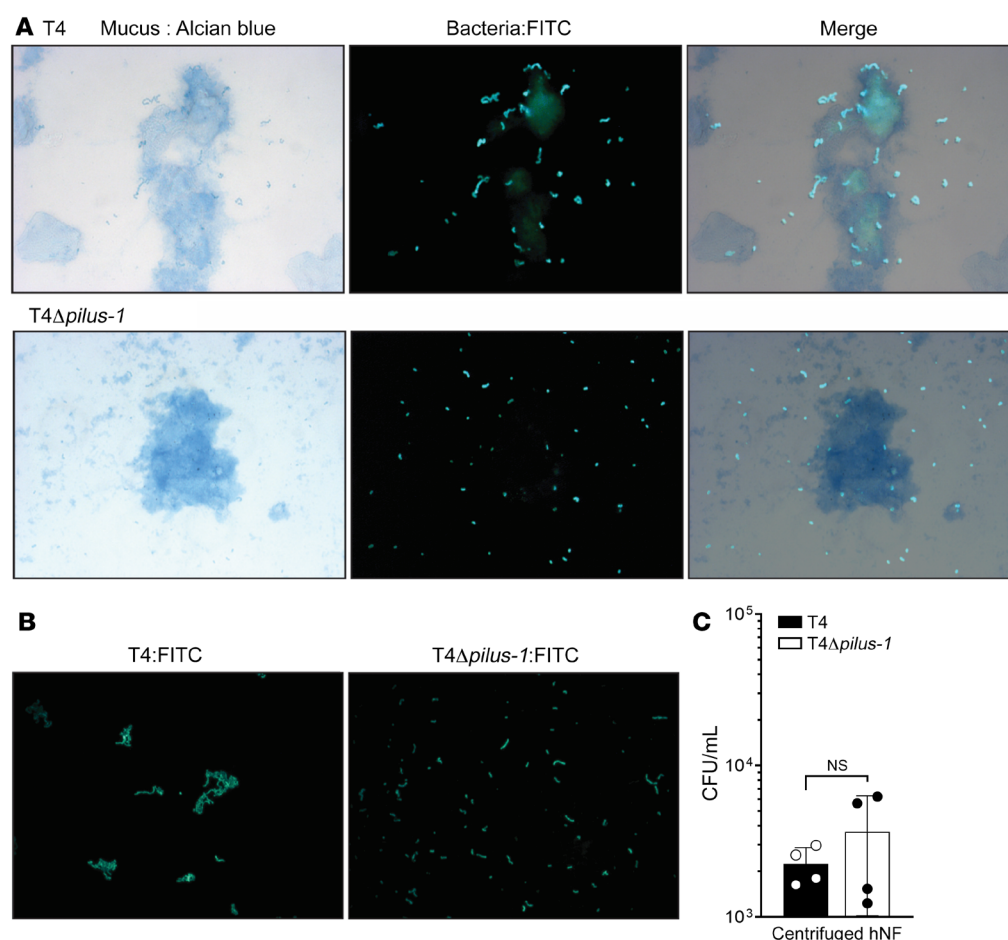 A T4 Mucus : Alcian blue Bacteria:FITC Merge
T4Δpilus-1
B
T4:FITC T4Δpilus-1:FITC
C
10⁵
T4
T4Δpilus-1
CFU/mL
10⁴
NS
10³
Centrifuged hNF